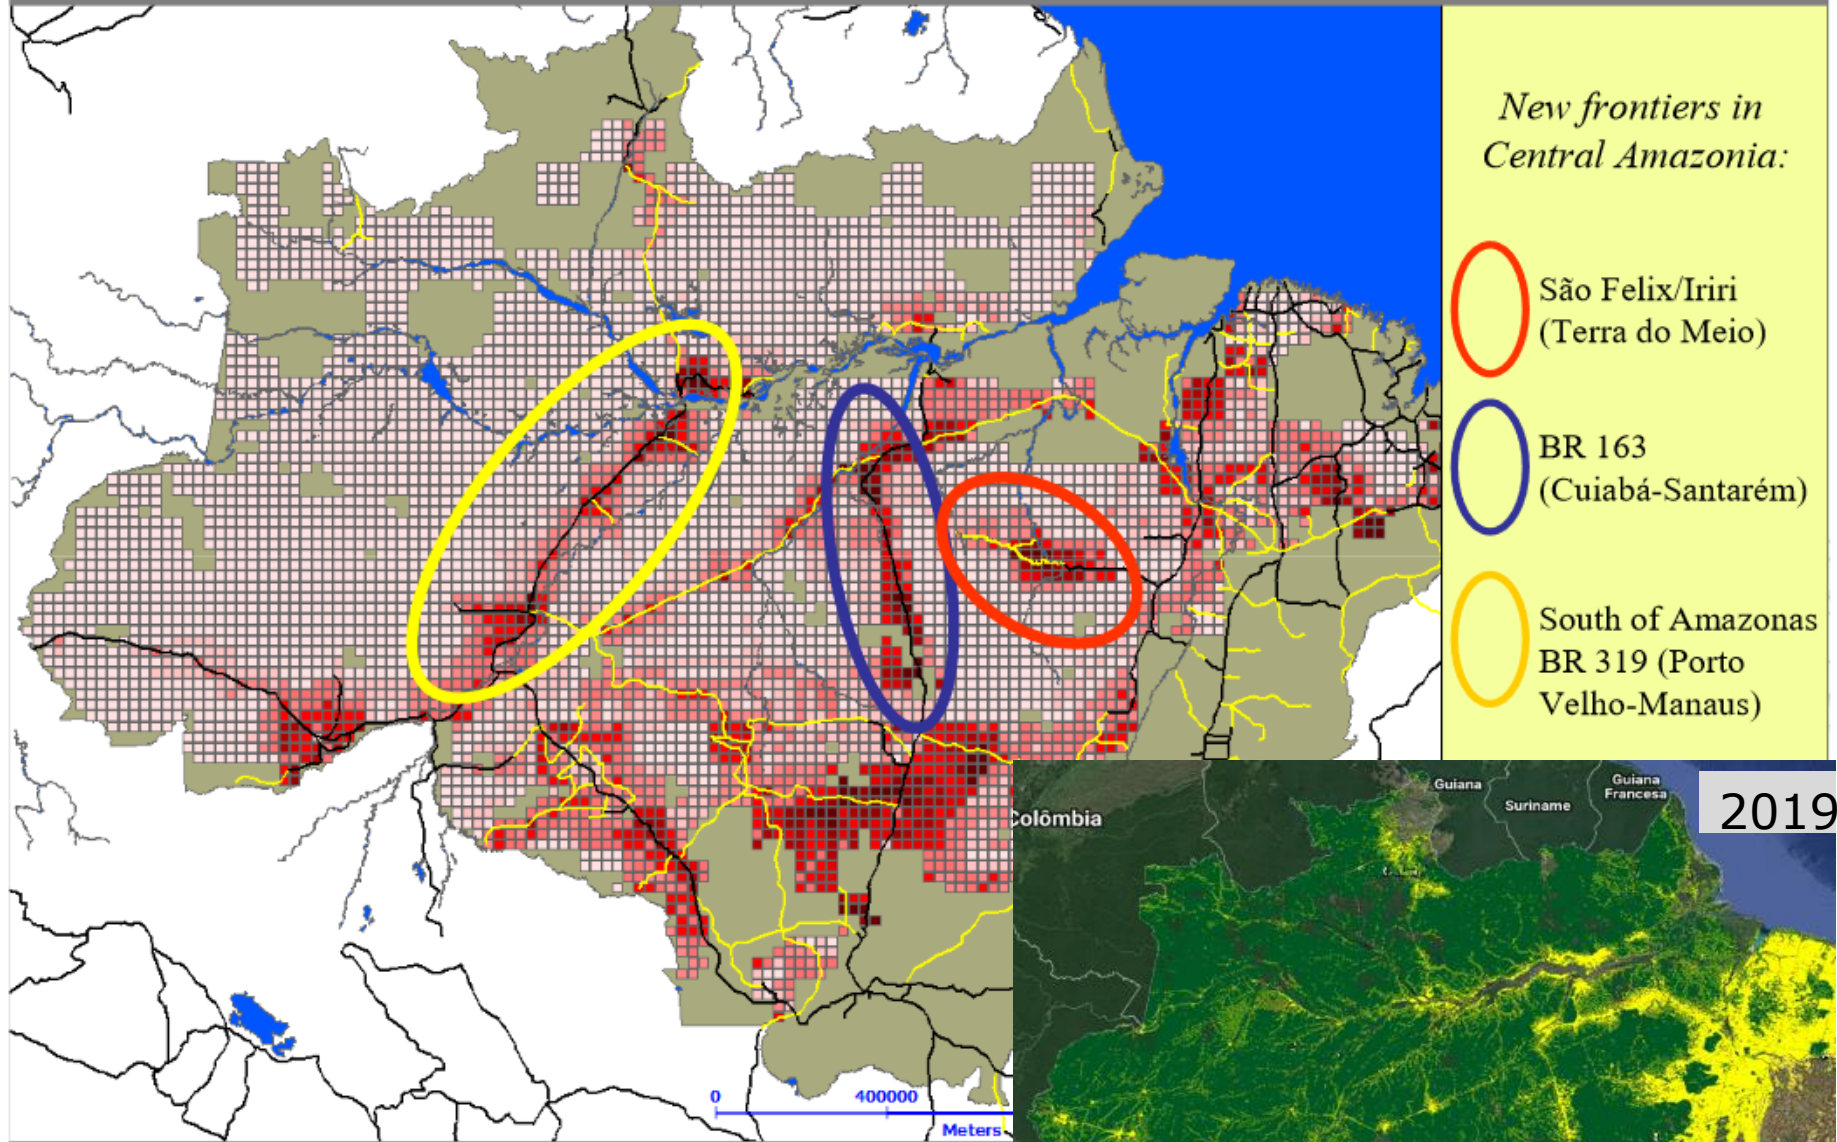 New frontiers in
Central Amazonia:
São Felix/Iriri
(Terra do Meio)
BR 163
(Cuiabá-Santarém)
South of Amazonas
BR 319 (Porto
Velho-Manaus)
0
400000
Meters
2019
Colômbia
Guiana
Suriname
Guiana
Francesa